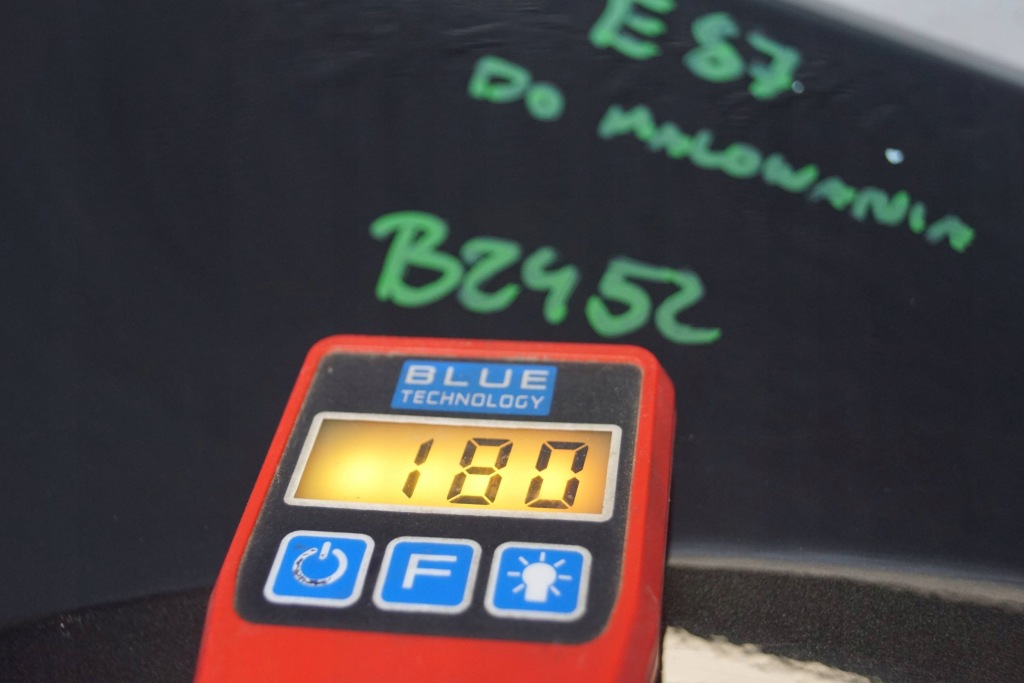 E87
DO MALOWANIA
B2452
BLUE
TECHNOLOGY
180
F